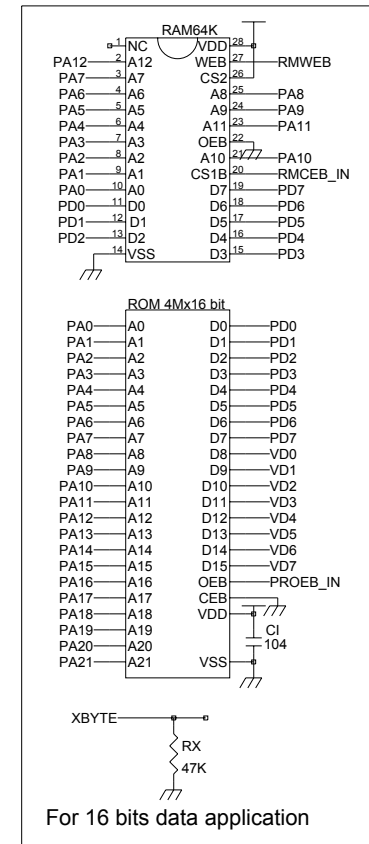 RAM64K
1 NC VDD 28
PA12 2 A12 WEB 27 RMWEB
PA7 3 A7 CS2 26
PA6 4 A6 A8 25 PA8
PA5 5 A5 A9 24 PA9
PA4 6 A4 A11 23 PA11
PA3 7 A3 OEB 22
PA2 8 A2 A10 21 PA10
PA1 9 A1 CS1B 20 RMCEB_IN
PA0 10 A0 D7 19 PD7
PD0 11 D0 D6 18 PD6
PD1 12 D1 D5 17 PD5
PD2 13 D2 D4 16 PD4
14 VSS D3 15 PD3
ROM 4Mx16 bit
PA0 A0 D0 PD0
PA1 A1 D1 PD1
PA2 A2 D2 PD2
PA3 A3 D3 PD3
PA4 A4 D4 PD4
PA5 A5 D5 PD5
PA6 A6 D6 PD6
PA7 A7 D7 PD7
PA8 A8 D8 VD0
PA9 A9 D9 VD1
PA10 A10 D10 VD2
PA11 A11 D11 VD3
PA12 A12 D12 VD4
PA13 A13 D13 VD5
PA14 A14 D14 VD6
PA15 A15 D15 VD7
PA16 A16 OEB PROEB_IN
PA17 A17 CEB
PA18 A18 VDD
PA19 A19 CI
PA20 A20 104
PA21 A21 VSS
XBYTE
RX
47K
For 16 bits data application